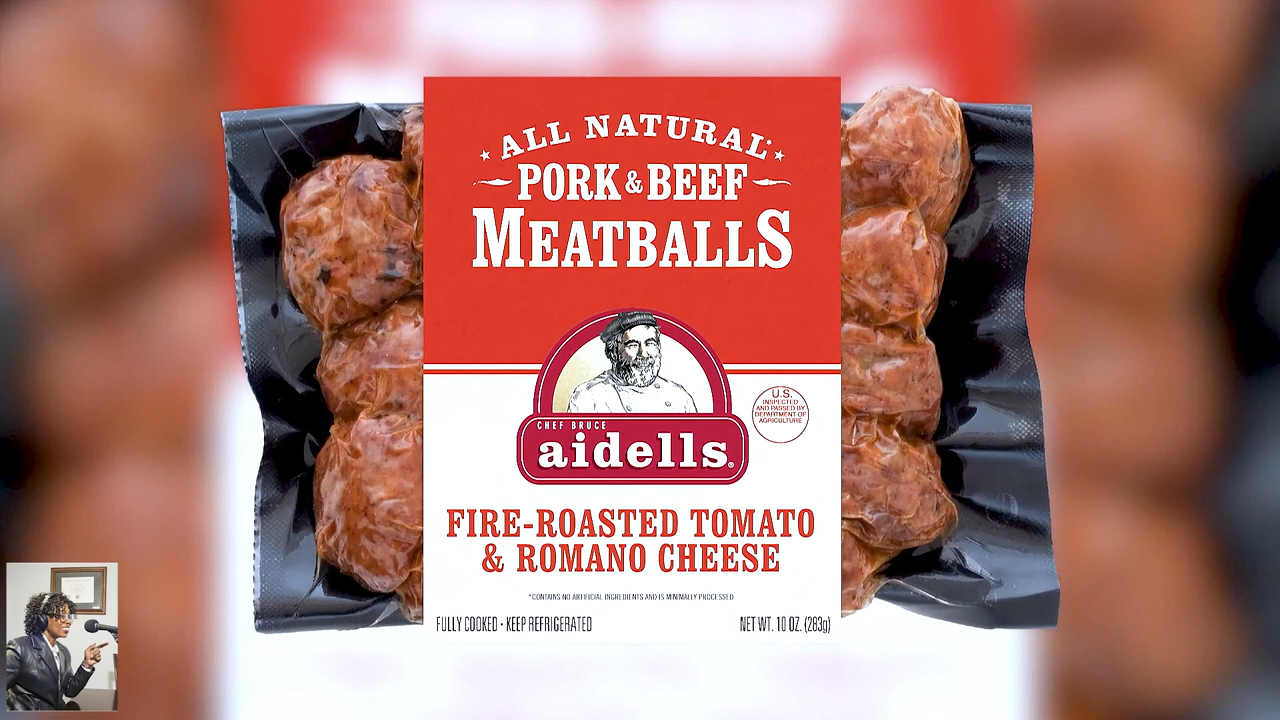 ALL NATURAL*
PORK & BEEF
MEATBALLS
CHEF BRUCE
aidells®
U.S.
INSPECTED
AND PASSED BY
DEPARTMENT OF
AGRICULTURE
FIRE-ROASTED TOMATO
& ROMANO CHEESE
*CONTAINS NO ARTIFICIAL INGREDIENTS AND IS MINIMALLY PROCESSED
FULLY COOKED • KEEP REFRIGERATED
NET WT. 10 OZ. (283g)